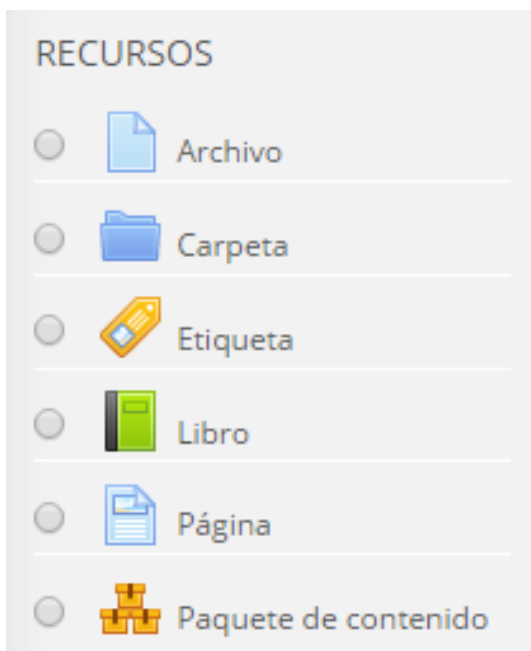 RECURSOS
Archivo
Carpeta
Etiqueta
Libro
Página
Paquete de contenido